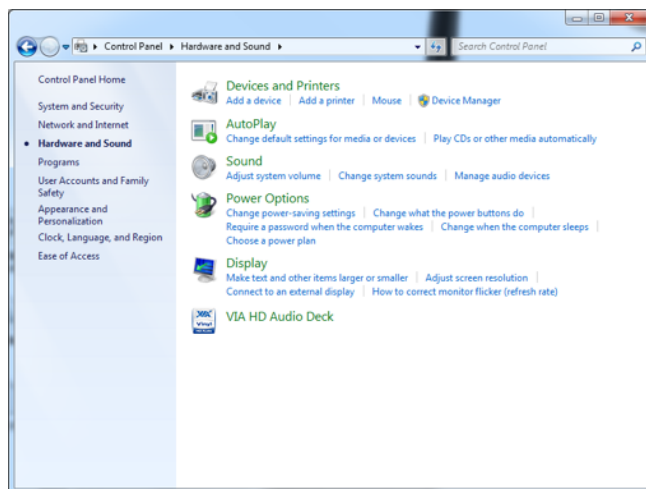 Control Panel ▸ Hardware and Sound ▸
Search Control Panel
Control Panel Home
System and Security
Network and Internet
Hardware and Sound
Programs
User Accounts and Family
Safety
Appearance and
Personalization
Clock, Language, and Region
Ease of Access
Devices and Printers
Add a device | Add a printer | Mouse | Device Manager
AutoPlay
Change default settings for media or devices | Play CDs or other media automatically
Sound
Adjust system volume | Change system sounds | Manage audio devices
Power Options
Change power-saving settings | Change what the power buttons do |
Require a password when the computer wakes | Change when the computer sleeps |
Choose a power plan
Display
Make text and other items larger or smaller | Adjust screen resolution |
Connect to an external display | How to correct monitor flicker (refresh rate)
VIA HD Audio Deck